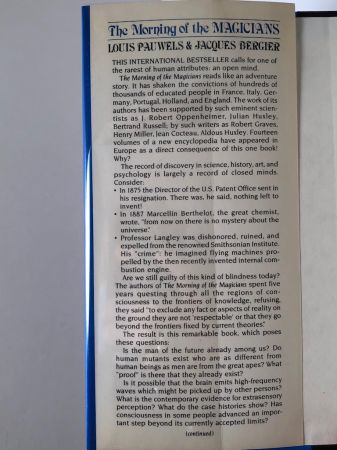 The Morning of the MAGICIANS
LOUIS PAUWELS & JACQUES BERGIER
THIS INTERNATIONAL BESTSELLER calls for one of
the rarest of human attributes: an open mind.
The Morning of the Magicians reads like an adventure
story. It has shaken the convictions of hundreds of
thousands of educated people in France, Italy, Ger-
many, Portugal, Holland, and England. The work of its
authors has been supported by such eminent scien-
tists as J. Robert Oppenheimer, Julian Huxley,
Bertrand Russell; by such writers as Robert Graves,
Henry Miller, Jean Cocteau, Aldous Huxley. Fourteen
volumes of a new encyclopedia have appeared in
Europe as a direct consequence of this one book!
Why?
The record of discovery in science, history, art, and
psychology is largely a record of closed minds.
Consider:
• In 1875 the Director of the U.S. Patent Office sent in
his resignation. There was, he said, nothing left to
invent!
• In 1887 Marcellin Berthelot, the great chemist,
wrote, "from now on there is no mystery about the
universe."
• Professor Langley was dishonored, ruined, and
expelled from the renowned Smithsonian Institute.
His "crime": he imagined flying machines pro-
pelled by the then recently invented internal com-
bustion engine.
Are we still guilty of this kind of blindness today?
The authors of The Morning of the Magicians spent five
years questing through all the regions of con-
sciousness to the frontiers of knowledge, refusing,
they said "to exclude any fact or aspects of reality on
the ground they are not 'respectable' or that they go
beyond the frontiers fixed by current theories."
The result is this remarkable book, which poses
these questions:
Is the man of the future already among us? Do
human mutants exist who are as different from
human beings as men are from the great apes? What
"proof" is there that they already exist?
Is it possible that the brain emits high-frequency
waves which might be picked up by other persons?
What is the contemporary evidence for extrasensory
perception? What do the case histories show? Has
consciousness in some people advanced an impor-
tant step beyond its currently accepted limits?
(continued)